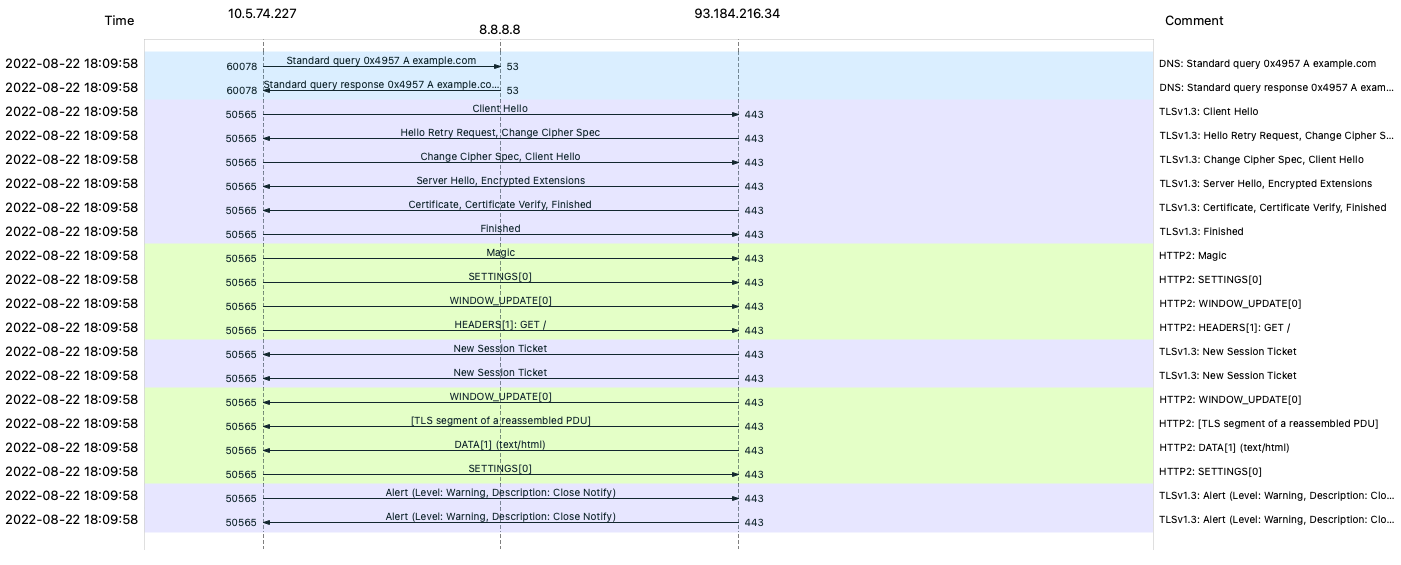 10.5.74.227 93.184.216.34
Time Comment
8.8.8.8
2022-08-22 18:09:58 60078 Standard query 0x4957 A example.com 53 DNS: Standard query 0x4957 A example.com
2022-08-22 18:09:58 60078 Standard query response 0x4957 A example.co... 53 DNS: Standard query response 0x4957 A exam...
2022-08-22 18:09:58 50565 Client Hello 443 TLSv1.3: Client Hello
2022-08-22 18:09:58 50565 Hello Retry Request, Change Cipher Spec 443 TLSv1.3: Hello Retry Request, Change Cipher S...
2022-08-22 18:09:58 50565 Change Cipher Spec, Client Hello 443 TLSv1.3: Change Cipher Spec, Client Hello
2022-08-22 18:09:58 50565 Server Hello, Encrypted Extensions 443 TLSv1.3: Server Hello, Encrypted Extensions
2022-08-22 18:09:58 50565 Certificate, Certificate Verify, Finished 443 TLSv1.3: Certificate, Certificate Verify, Finished
2022-08-22 18:09:58 50565 Finished 443 TLSv1.3: Finished
2022-08-22 18:09:58 50565 Magic 443 HTTP2: Magic
2022-08-22 18:09:58 50565 SETTINGS[0] 443 HTTP2: SETTINGS[0]
2022-08-22 18:09:58 50565 WINDOW_UPDATE[0] 443 HTTP2: WINDOW_UPDATE[0]
2022-08-22 18:09:58 50565 HEADERS[1]: GET / 443 HTTP2: HEADERS[1]: GET /
2022-08-22 18:09:58 50565 New Session Ticket 443 TLSv1.3: New Session Ticket
2022-08-22 18:09:58 50565 New Session Ticket 443 TLSv1.3: New Session Ticket
2022-08-22 18:09:58 50565 WINDOW_UPDATE[0] 443 HTTP2: WINDOW_UPDATE[0]
2022-08-22 18:09:58 50565 [TLS segment of a reassembled PDU] 443 HTTP2: [TLS segment of a reassembled PDU]
2022-08-22 18:09:58 50565 DATA[1] (text/html) 443 HTTP2: DATA[1] (text/html)
2022-08-22 18:09:58 50565 SETTINGS[0] 443 HTTP2: SETTINGS[0]
2022-08-22 18:09:58 50565 Alert (Level: Warning, Description: Close Notify) 443 TLSv1.3: Alert (Level: Warning, Description: Clo...
2022-08-22 18:09:58 50565 Alert (Level: Warning, Description: Close Notify) 443 TLSv1.3: Alert (Level: Warning, Description: Clo...